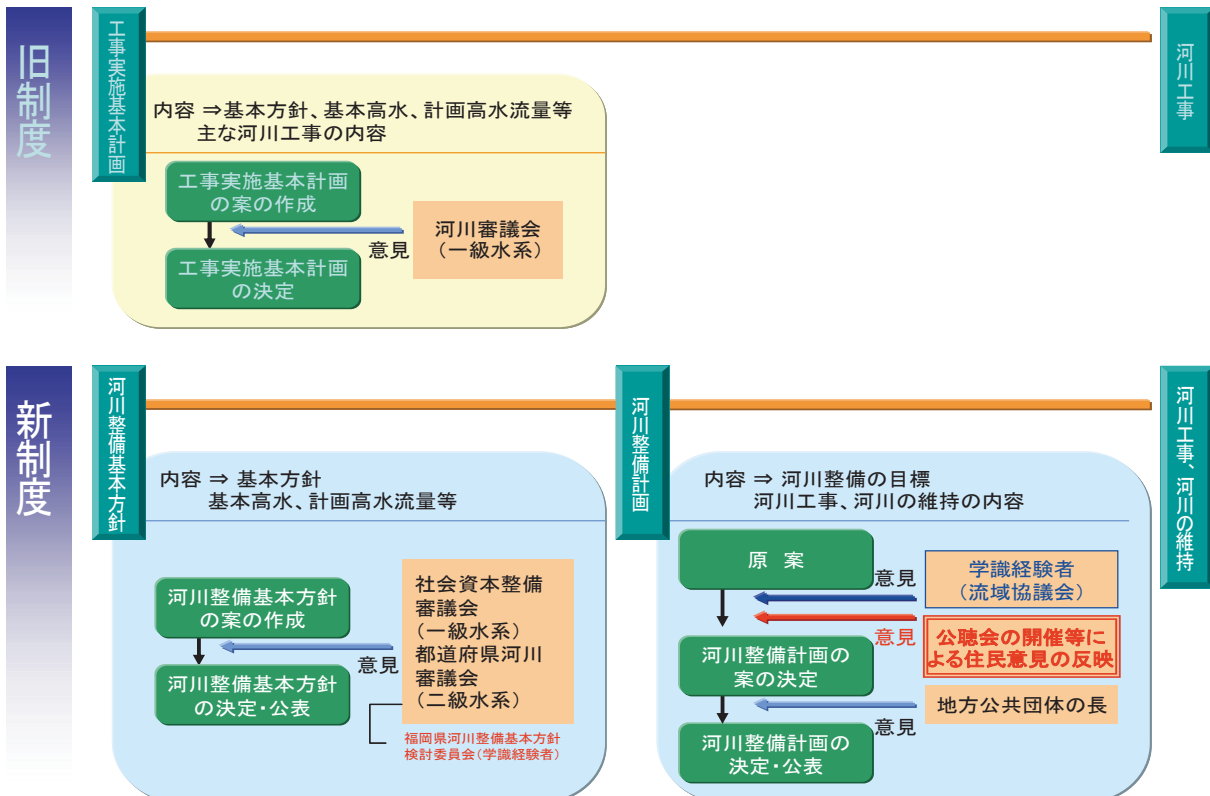 旧制度
工事実施基本計画
河川工事
内容 ⇒基本方針、基本高水、計画高水流量等
主な河川工事の内容
工事実施基本計画
の案の作成
意見
河川審議会
(一級水系)
工事実施基本計画
の決定
新制度
河川整備基本方針
河川整備計画
河川工事、河川の維持
内容 ⇒ 基本方針
基本高水、計画高水流量等
河川整備基本方針
の案の作成
意見
社会資本整備
審議会
(一級水系)
都道府県河川
審議会
(二級水系)
河川整備基本方針
の決定・公表
福岡県河川整備基本方針
検討委員会(学識経験者)
内容 ⇒ 河川整備の目標
河川工事、河川の維持の内容
原 案
意見
学識経験者
(流域協議会)
意見
公聴会の開催等に
よる住民意見の反映
河川整備計画の
案の決定
意見
地方公共団体の長
河川整備計画の
決定・公表